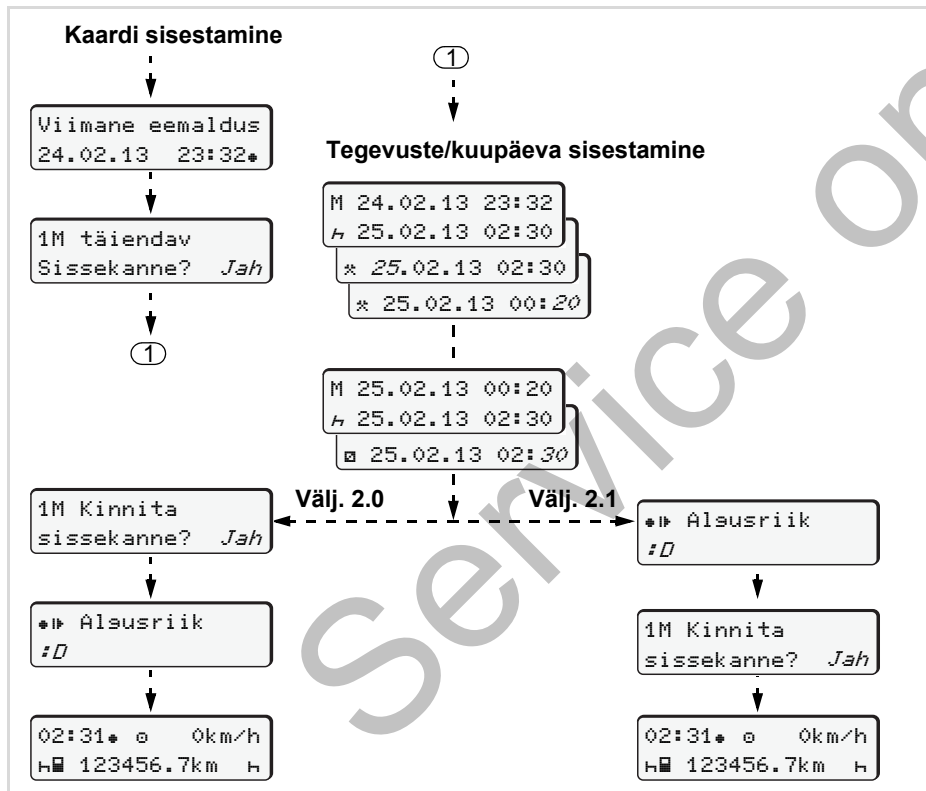 Kaardi sisestamine
Viimane eemaldus
24.02.13 23:32
1M täiendav
Sissekanne? Jah
1
1
Tegevuste/kuupäeva sisestamine
M 24.02.13 23:32
25.02.13 02:30
25.02.13 02:30
25.02.13 00:20
M 25.02.13 00:20
25.02.13 02:30
25.02.13 02:30
Välj. 2.0
Välj. 2.1
1M Kinnita
sissekanne? Jah
Algusriik
:D
02:31 0km/h
123456.7km
Algusriik
:D
1M Kinnita
sissekanne? Jah
02:31 0km/h
123456.7km
Service o